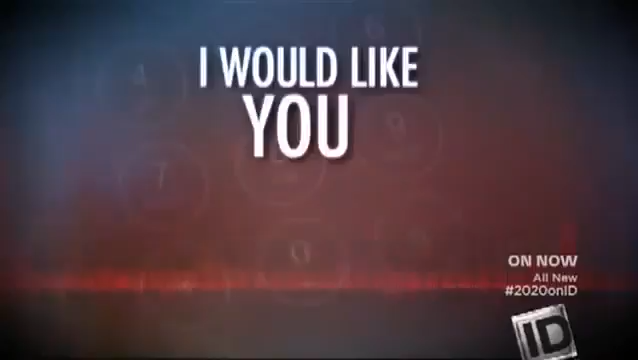 I WOULD LIKE
YOU
ON NOW
All New
#2020onID
ID